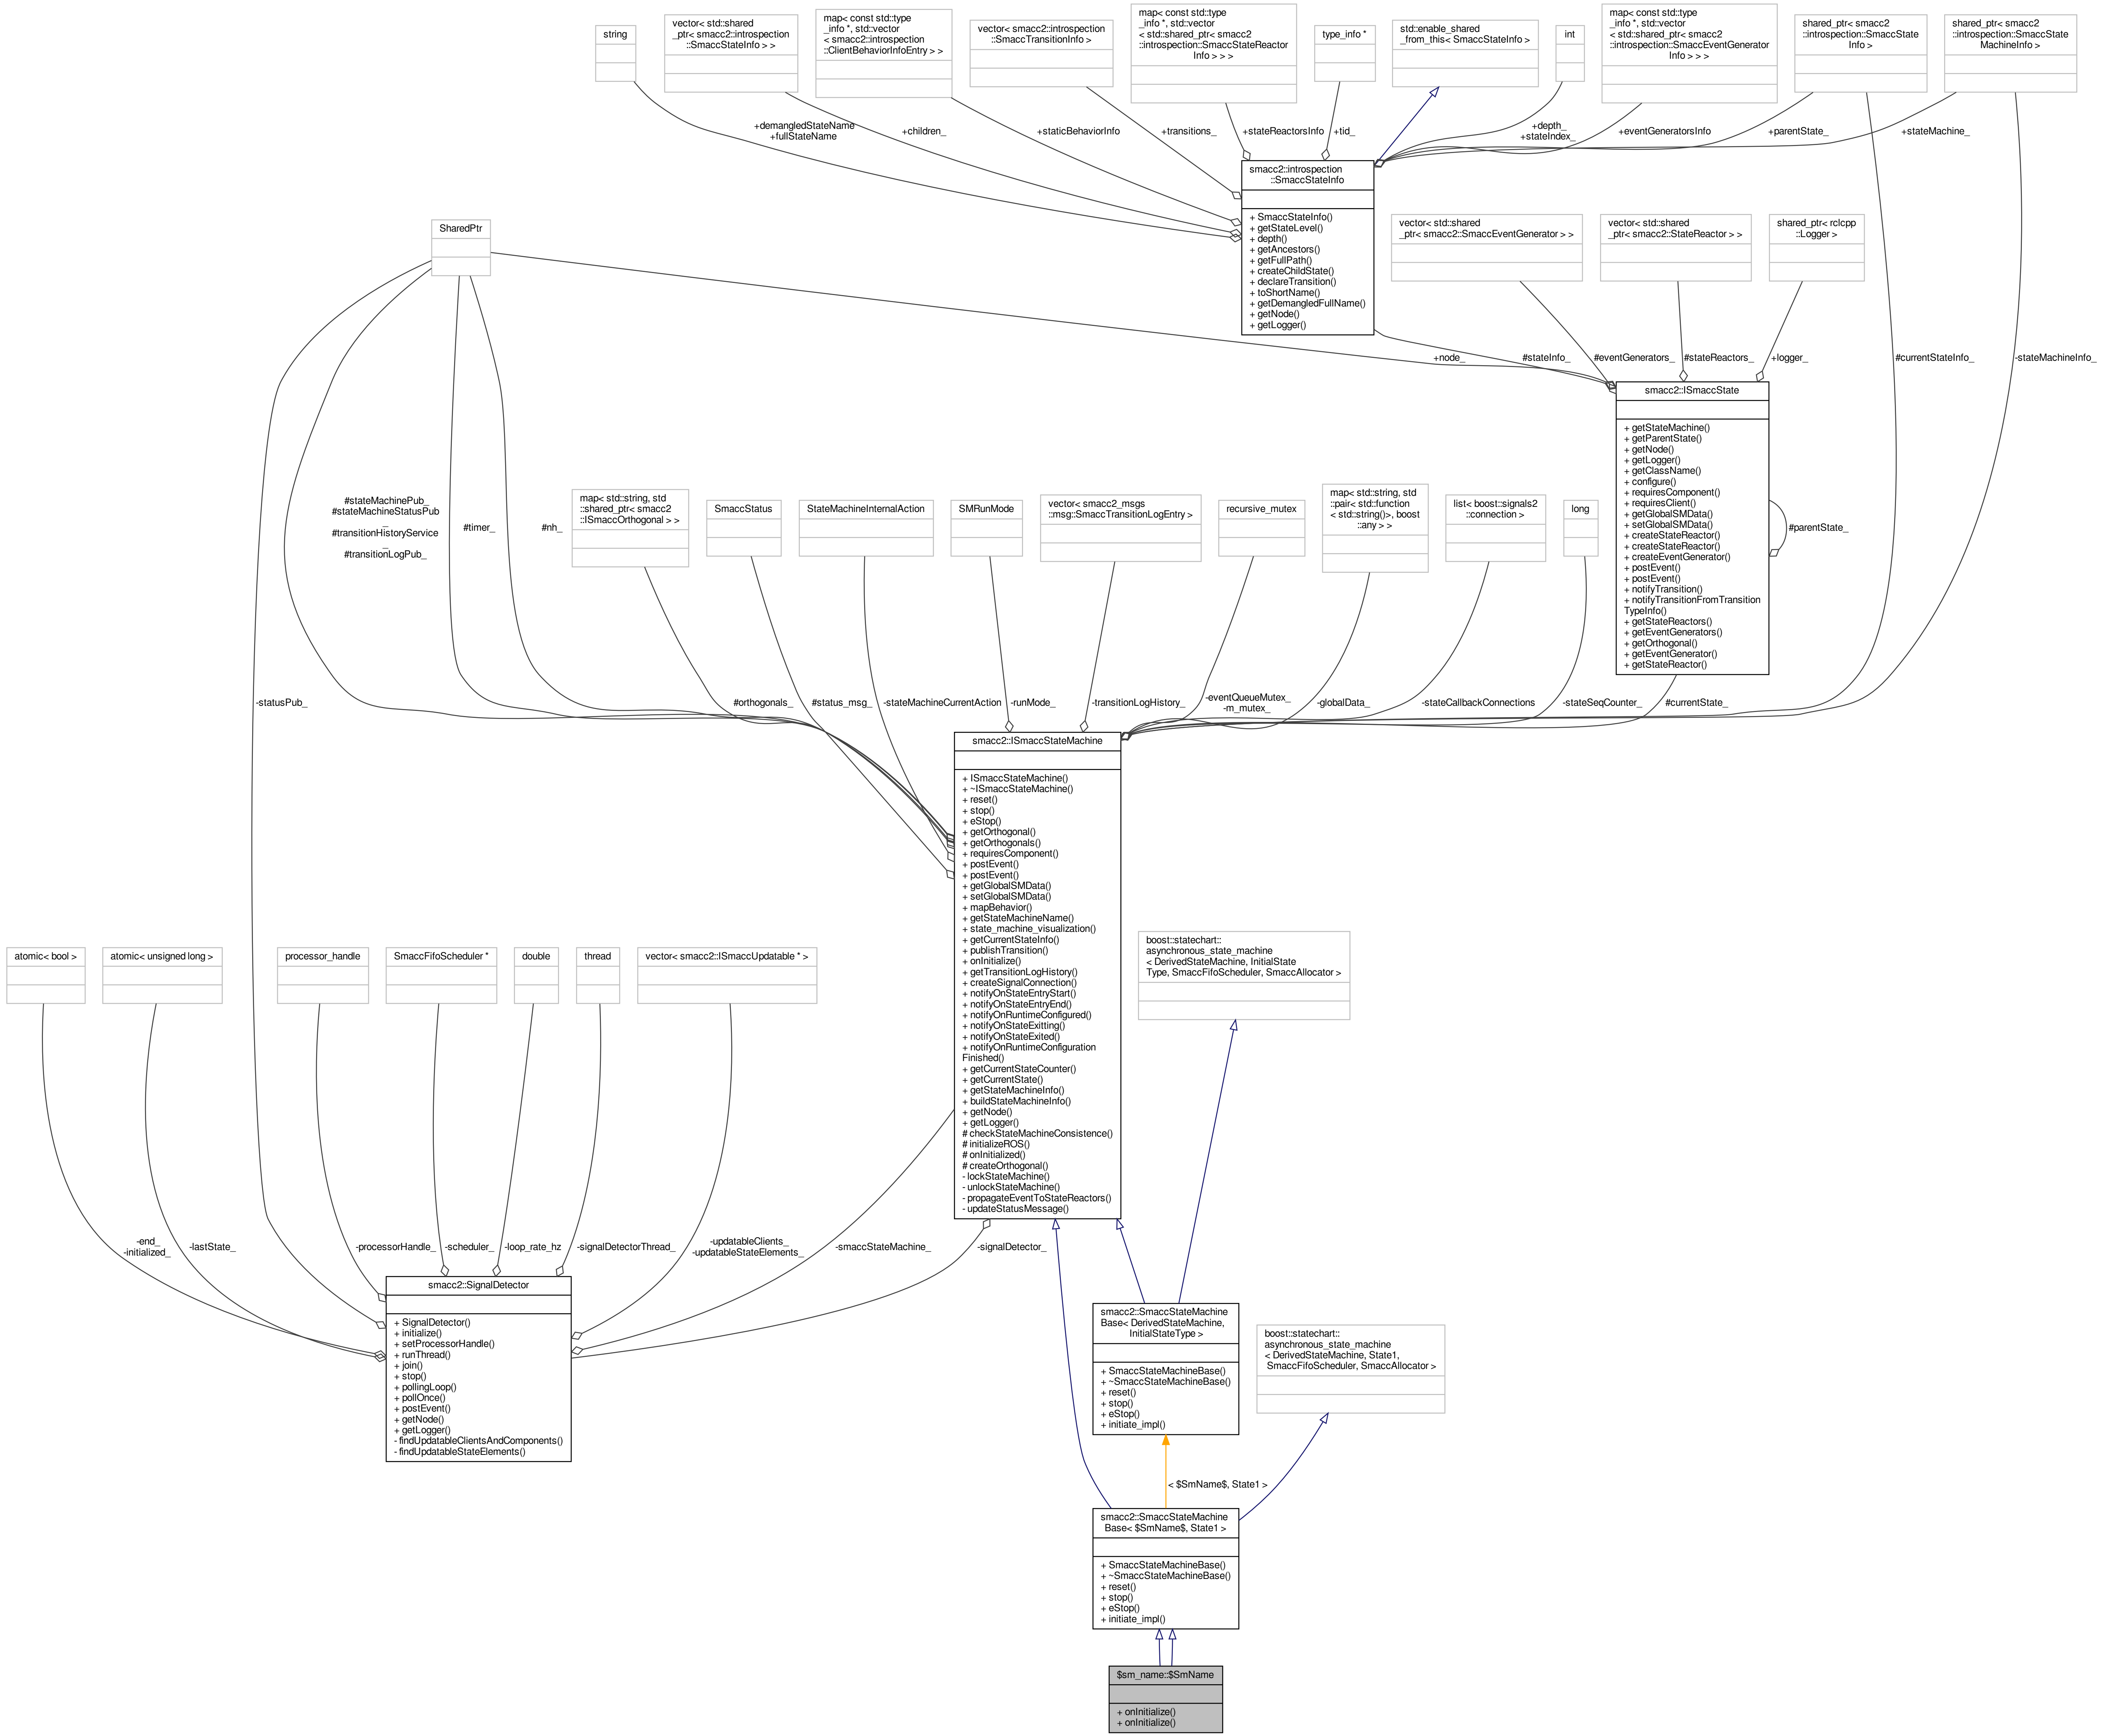 string
vector< std::shared
_ptr< smacc2::introspection
::SmaccStateInfo > >
map< const std::type
_info *, std::vector
< smacc2::introspection
::ClientBehaviorInfoEntry > >
vector< smacc2::introspection
::SmaccTransitionInfo >
map< const std::type
_info *, std::vector
< std::shared_ptr< smacc2
::introspection::SmaccStateReactor
Info > > >
type_info *
std::enable_shared
_from_this< SmaccStateInfo >
int
map< const std::type
_info *, std::vector
< std::shared_ptr< smacc2
::introspection::SmaccEventGenerator
Info > > >
shared_ptr< smacc2
::introspection::SmaccState
Info >
shared_ptr< smacc2
::introspection::SmaccState
MachineInfo >
+demangledStateName
+fullStateName
+children_
+staticBehaviorInfo
+transitions_
+stateReactorsInfo
+tid_
+depth_
+stateIndex_
+eventGeneratorsInfo
+parentState_
+stateMachine_
smacc2::introspection
::SmaccStateInfo
+ SmaccStateInfo()
+ getStateLevel()
+ depth()
+ getAncestors()
+ getFullPath()
+ createChildState()
+ declareTransition()
+ toShortName()
+ getDemangledFullName()
+ getNode()
+ getLogger()
SharedPtr
vector< std::shared
_ptr< smacc2::SmaccEventGenerator > >
vector< std::shared
_ptr< smacc2::StateReactor > >
shared_ptr< rclcpp
::Logger >
+node_
#stateInfo_
#eventGenerators_
#stateReactors_
+logger_
#currentStateInfo_
-stateMachineInfo_
smacc2::ISmaccState
+ getStateMachine()
+ getParentState()
+ getNode()
+ getLogger()
+ getClassName()
+ configure()
+ requiresComponent()
+ requiresClient()
+ getGlobalSMData()
+ setGlobalSMData()
+ createStateReactor()
+ createStateReactor()
+ createEventGenerator()
+ postEvent()
+ postEvent()
+ notifyTransition()
+ notifyTransitionFromTransition
TypeInfo()
+ getStateReactors()
+ getEventGenerators()
+ getOrthogonal()
+ getEventGenerator()
+ getStateReactor()
#parentState_
#stateMachinePub_
#stateMachineStatusPub
_
#transitionHistoryService
_
#transitionLogPub_
#timer_
#nh_
map< std::string, std
::shared_ptr< smacc2
::ISmaccOrthogonal > >
SmaccStatus
StateMachineInternalAction
SMRunMode
vector< smacc2_msgs
::msg::SmaccTransitionLogEntry >
recursive_mutex
map< std::string, std
::pair< std::function
< std::string()>, boost
::any > >
list< boost::signals2
::connection >
long
-statusPub_
#orthogonals_
#status_msg_
-stateMachineCurrentAction
-runMode_
-transitionLogHistory_
-eventQueueMutex_
-m_mutex_
-globalData_
-stateCallbackConnections
-stateSeqCounter_
#currentState_
smacc2::ISmaccStateMachine
+ ISmaccStateMachine()
+ ~ISmaccStateMachine()
+ reset()
+ stop()
+ eStop()
+ getOrthogonal()
+ getOrthogonals()
+ requiresComponent()
+ postEvent()
+ postEvent()
+ getGlobalSMData()
+ setGlobalSMData()
+ mapBehavior()
+ getStateMachineName()
+ state_machine_visualization()
+ getCurrentStateInfo()
+ publishTransition()
+ onInitialize()
+ getTransitionLogHistory()
+ createSignalConnection()
+ notifyOnStateEntryStart()
+ notifyOnStateEntryEnd()
+ notifyOnRuntimeConfigured()
+ notifyOnStateExitting()
+ notifyOnStateExited()
+ notifyOnRuntimeConfiguration
Finished()
+ getCurrentStateCounter()
+ getCurrentState()
+ getStateMachineInfo()
+ buildStateMachineInfo()
+ getNode()
+ getLogger()
# checkStateMachineConsistence()
# initializeROS()
# onInitialized()
# createOrthogonal()
- lockStateMachine()
- unlockStateMachine()
- propagateEventToStateReactors()
- updateStatusMessage()
atomic< bool >
atomic< unsigned long >
processor_handle
SmaccFifoScheduler *
double
thread
vector< smacc2::ISmaccUpdatable * >
boost::statechart::
asynchronous_state_machine
< DerivedStateMachine, InitialState
Type, SmaccFifoScheduler, SmaccAllocator >
-end_
-initialized_
-lastState_
-processorHandle_
-scheduler_
-loop_rate_hz
-signalDetectorThread_
-updatableClients_
-updatableStateElements_
-smaccStateMachine_
-signalDetector_
smacc2::SignalDetector
+ SignalDetector()
+ initialize()
+ setProcessorHandle()
+ runThread()
+ join()
+ stop()
+ pollingLoop()
+ pollOnce()
+ postEvent()
+ getNode()
+ getLogger()
- findUpdatableClientsAndComponents()
- findUpdatableStateElements()
smacc2::SmaccStateMachine
Base< DerivedStateMachine,
InitialStateType >
+ SmaccStateMachineBase()
+ ~SmaccStateMachineBase()
+ reset()
+ stop()
+ eStop()
+ initiate_impl()
boost::statechart::
asynchronous_state_machine
< DerivedStateMachine, State1,
SmaccFifoScheduler, SmaccAllocator >
< $SmName$, State1 >
smacc2::SmaccStateMachine
Base< $SmName$, State1 >
+ SmaccStateMachineBase()
+ ~SmaccStateMachineBase()
+ reset()
+ stop()
+ eStop()
+ initiate_impl()
$sm_name::$SmName
+ onInitialize()
+ onInitialize()